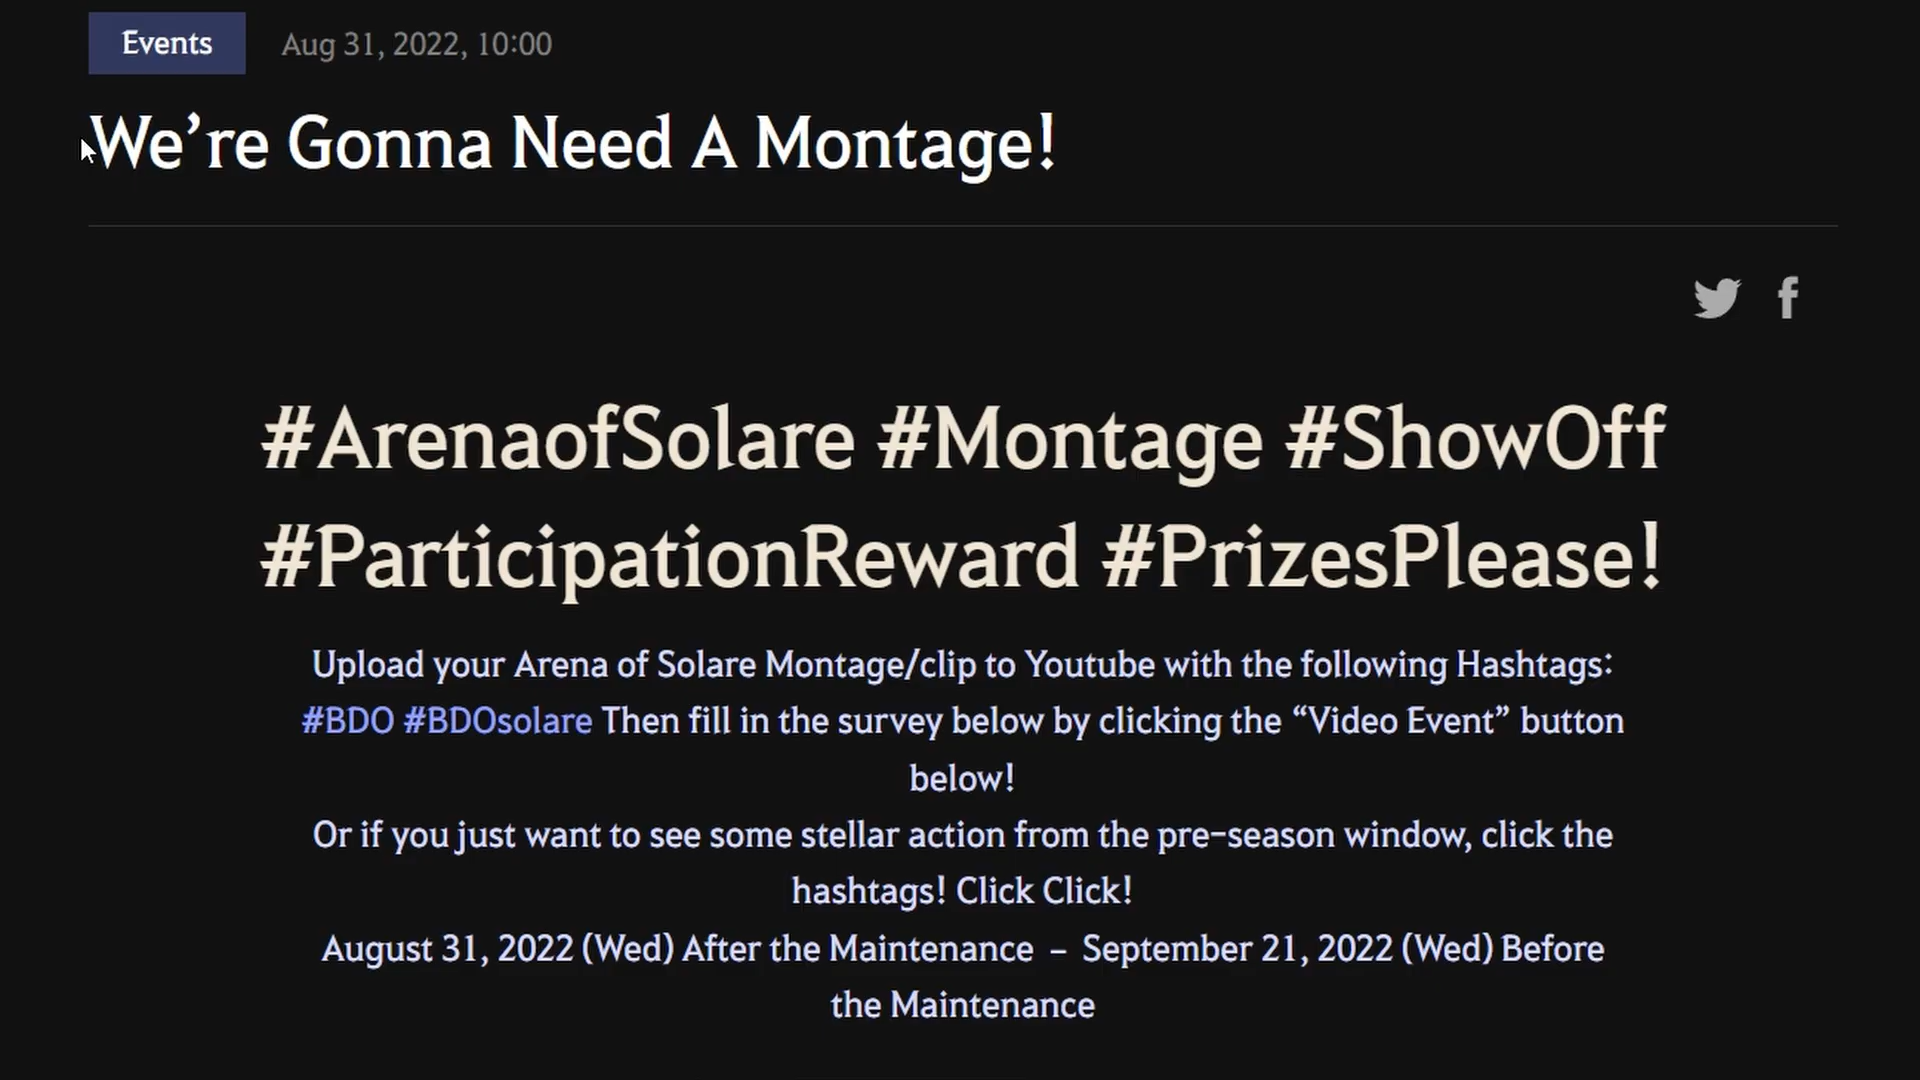 Events
Aug 31, 2022, 10:00
We’re Gonna Need A Montage!
#ArenaofSolare #Montage #ShowOff
#ParticipationReward #PrizesPlease!
Upload your Arena of Solare Montage/clip to Youtube with the following Hashtags:
#BDO #BDOsolare Then fill in the survey below by clicking the “Video Event” button
below!
Or if you just want to see some stellar action from the pre-season window, click the
hashtags! Click Click!
August 31, 2022 (Wed) After the Maintenance – September 21, 2022 (Wed) Before
the Maintenance